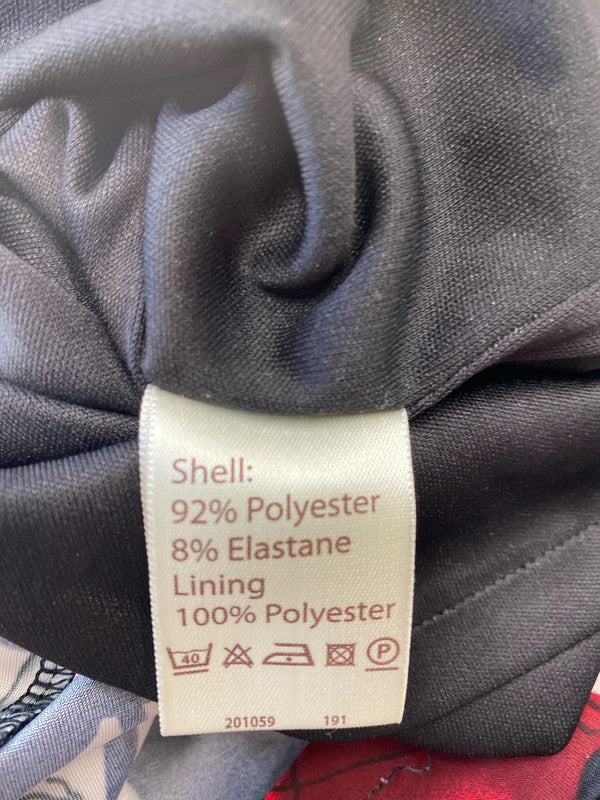 Shell:
92% Polyester
8% Elastane
Lining
100% Polyester
40 P
201059 191